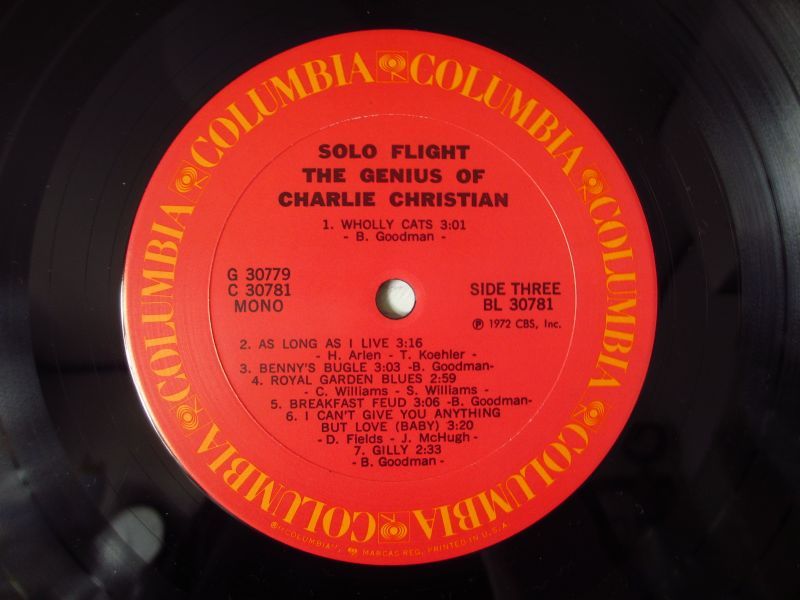 COLUMBIA COLUMBIA COLUMBIA COLUMBIA COLUMBIA COLUMBIA
SOLO FLIGHT
THE GENIUS OF
CHARLIE CHRISTIAN
1. WHOLLY CATS 3:01
- B. Goodman -
G 30779
C 30781
MONO
SIDE THREE
BL 30781
℗ 1972 CBS, Inc.
2. AS LONG AS I LIVE 3:16
- H. Arlen - T. Koehler -
3. BENNY'S BUGLE 3:03 -B. Goodman-
4. ROYAL GARDEN BLUES 2:59
- C. Williams - S. Williams -
5. BREAKFAST FEUD 3:06 -B. Goodman-
6. I CAN'T GIVE YOU ANYTHING
BUT LOVE (BABY) 3:20
- D. Fields - J. McHugh -
7. GILLY 2:33
- B. Goodman -
®"COLUMBIA", MARCAS REG. PRINTED IN U.S.A.